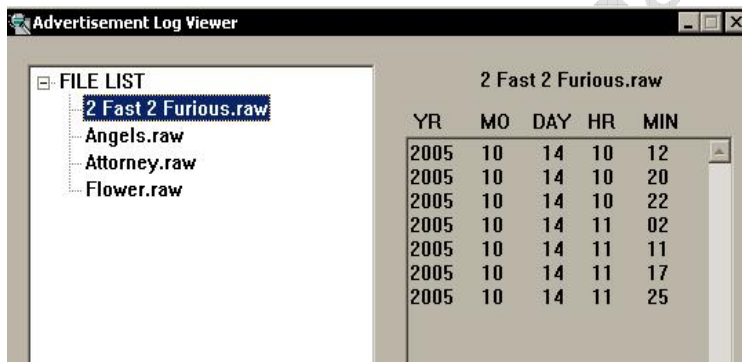 Advertisement Log Viewer
FILE LIST
2 Fast 2 Furious.raw
Angels.raw
Attorney.raw
Flower.raw
2 Fast 2 Furious.raw
YR MO DAY HR MIN
2005 10 14 10 12
2005 10 14 10 20
2005 10 14 10 22
2005 10 14 11 02
2005 10 14 11 11
2005 10 14 11 17
2005 10 14 11 25